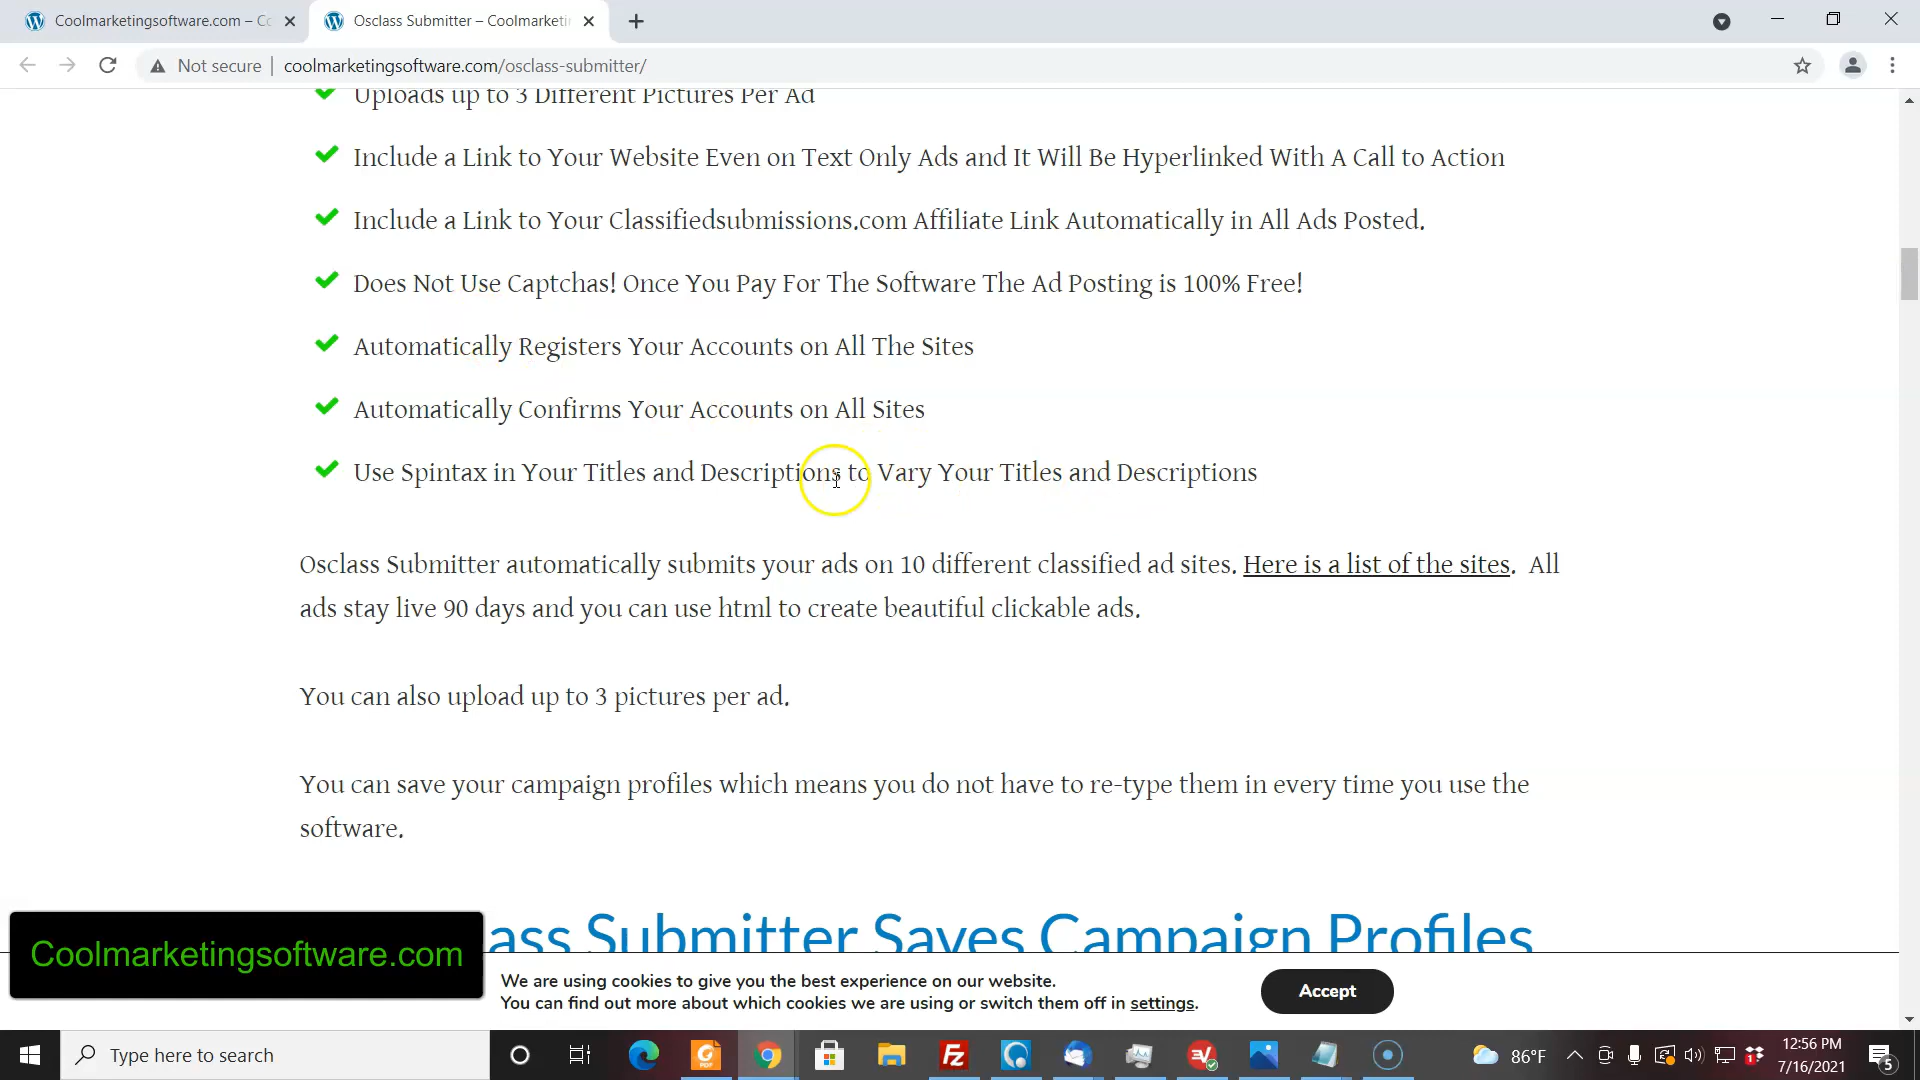 Coolmarketingsoftware.com – Co
Osclass Submitter – Coolmarketin
Not secure
coolmarketingsoftware.com/osclass-submitter/
Uploads up to 3 Different Pictures Per Ad
Include a Link to Your Website Even on Text Only Ads and It Will Be Hyperlinked With A Call to Action
Include a Link to Your Classifiedsubmissions.com Affiliate Link Automatically in All Ads Posted.
Does Not Use Captchas! Once You Pay For The Software The Ad Posting is 100% Free!
Automatically Registers Your Accounts on All The Sites
Automatically Confirms Your Accounts on All Sites
Use Spintax in Your Titles and Descriptions to Vary Your Titles and Descriptions
Osclass Submitter automatically submits your ads on 10 different classified ad sites. Here is a list of the sites. All
ads stay live 90 days and you can use html to create beautiful clickable ads.
You can also upload up to 3 pictures per ad.
You can save your campaign profiles which means you do not have to re-type them in every time you use the
software.
ass Submitter Saves Campaign Profiles
Coolmarketingsoftware.com
We are using cookies to give you the best experience on our website.
You can find out more about which cookies we are using or switch them off in settings.
Accept
Type here to search
86°F
12:56 PM
7/16/2021
5